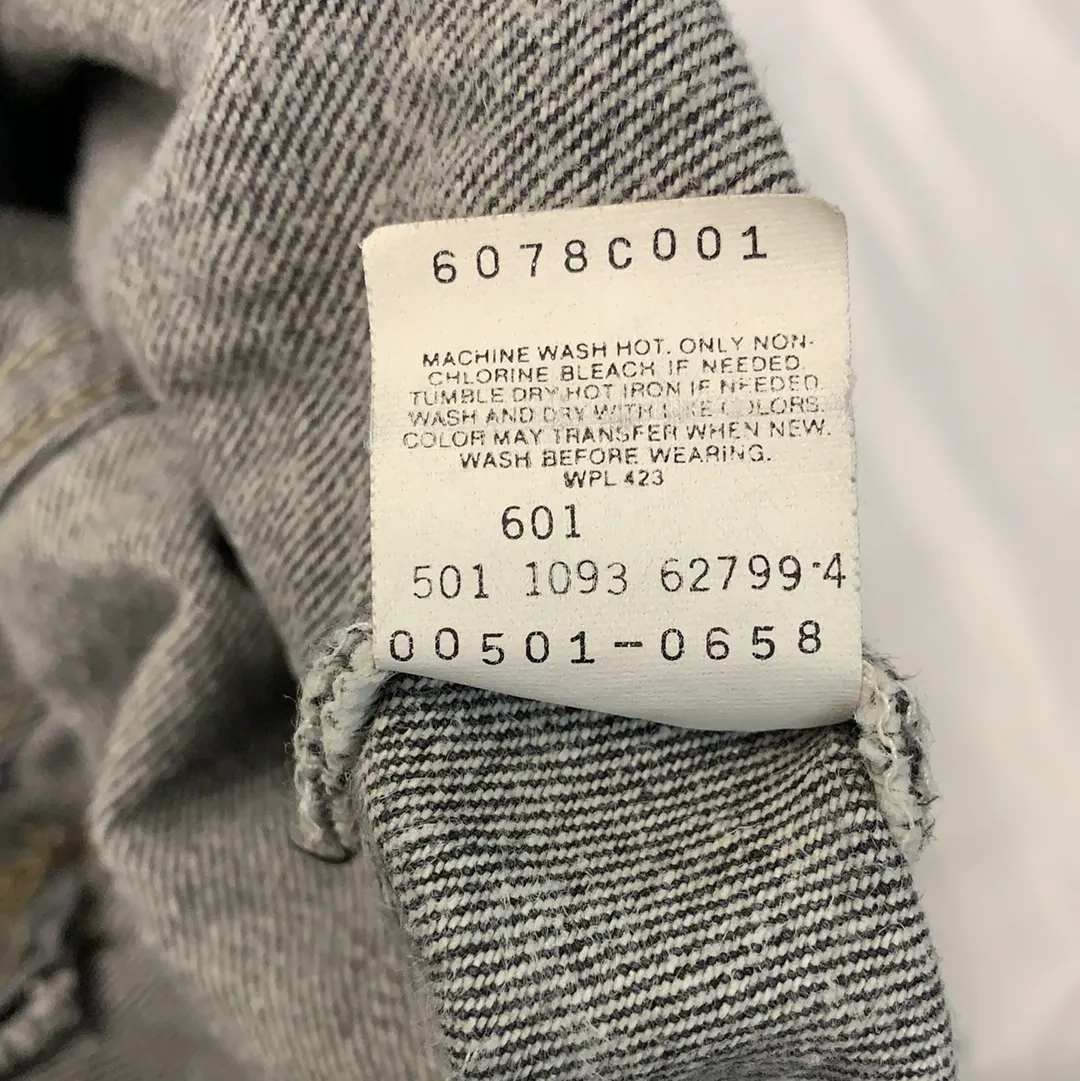 6078C001
MACHINE WASH HOT. ONLY NON-
CHLORINE BLEACH IF NEEDED.
TUMBLE DRY HOT IRON IF NEEDED.
WASH AND DRY WITH LIKE COLORS.
COLOR MAY TRANSFER WHEN NEW.
WASH BEFORE WEARING.
WPL 423
601
501 1093 62799·4
00501-0658